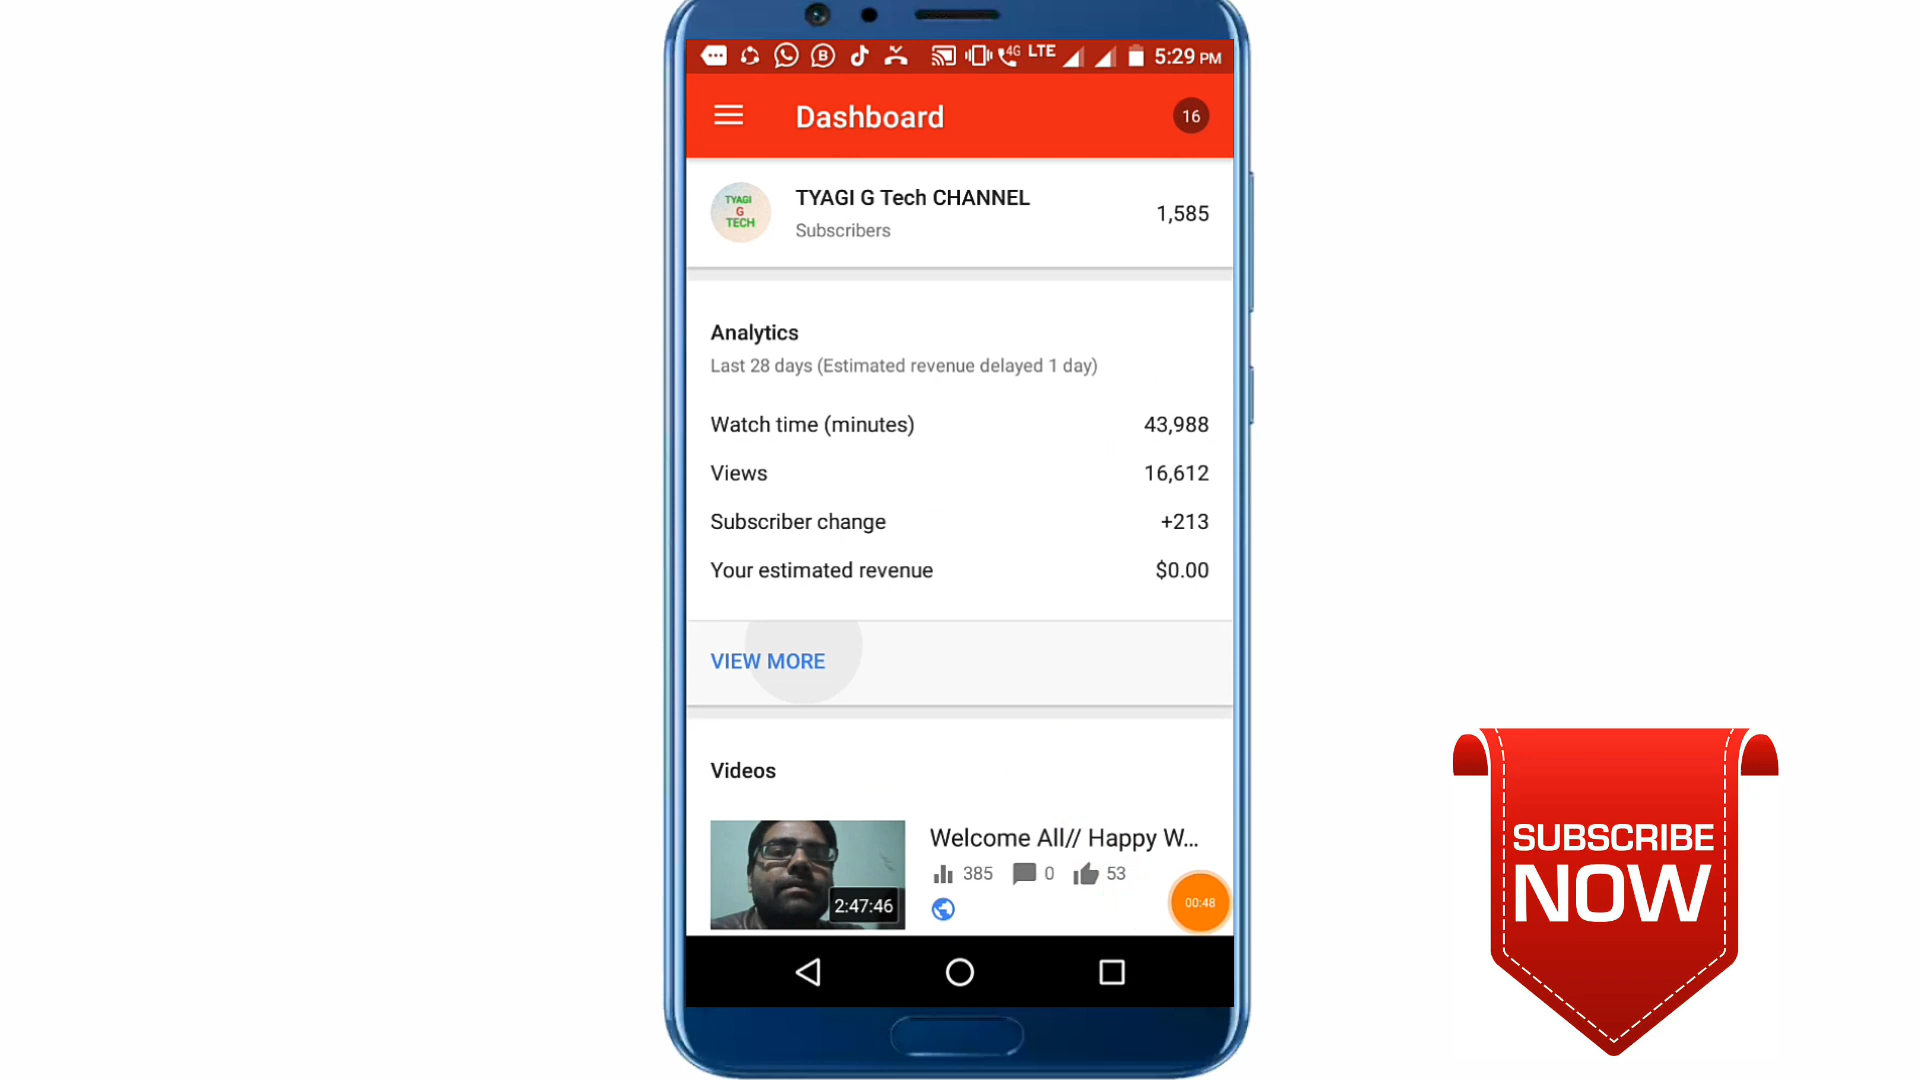 4G LTE 5:29 PM
Dashboard
16
TYAGI G Tech CHANNEL
Subscribers
1,585
TYAGI
G
TECH
Analytics
Last 28 days (Estimated revenue delayed 1 day)
Watch time (minutes) 43,988
Views 16,612
Subscriber change +213
Your estimated revenue $0.00
VIEW MORE
Videos
Welcome All// Happy W...
385 0 53
2:47:46
00:48
SUBSCRIBE
NOW